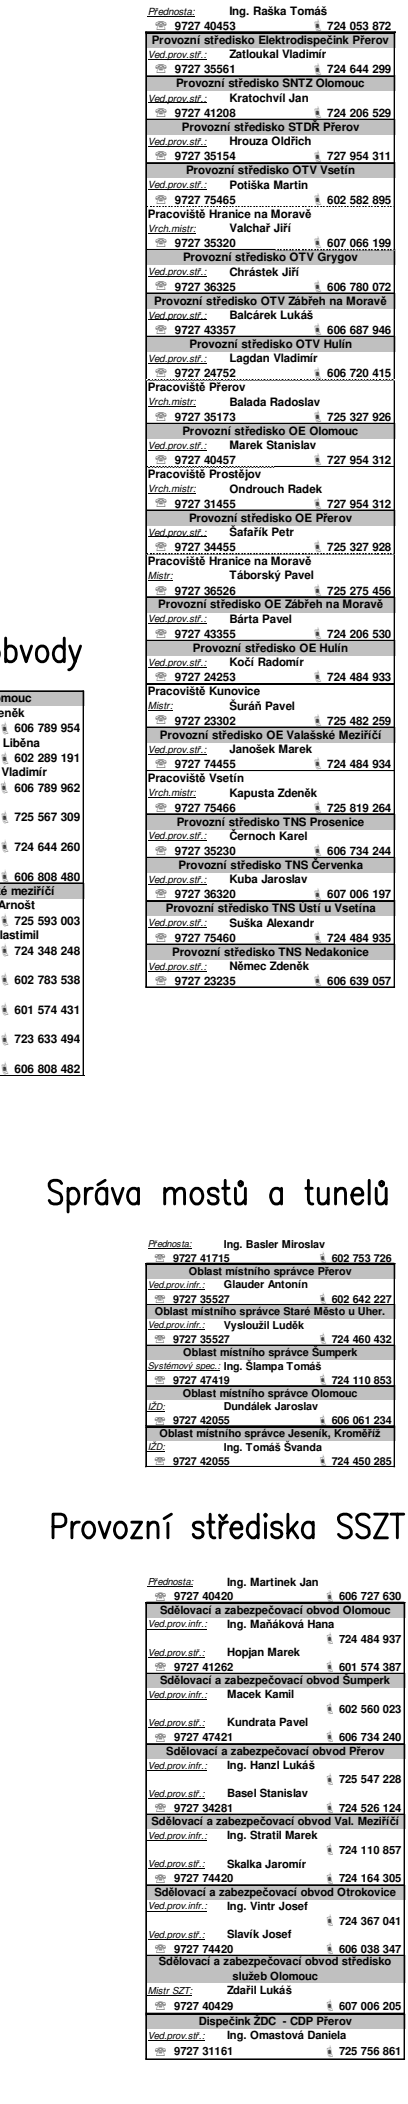 Přednosta: Ing. Raška Tomáš
☏ 9727 40453 724 053 872
Provozní středisko Elektrodispečink Přerov
Ved.prov.stř.: Zatloukal Vladimír
☏ 9727 35561 724 644 299
Provozní středisko SNTZ Olomouc
Ved.prov.stř.: Kratochvíl Jan
☏ 9727 41208 724 206 529
Provozní středisko STDŘ Přerov
Ved.prov.stř.: Hrouza Oldřich
☏ 9727 35154 727 954 311
Provozní středisko OTV Vsetín
Ved.prov.stř.: Potiška Martin
☏ 9727 75465 602 582 895
Pracoviště Hranice na Moravě
Vrch.mistr: Valchař Jiří
☏ 9727 35320 607 066 199
Provozní středisko OTV Grygov
Ved.prov.stř.: Chrástek Jiří
☏ 9727 36325 606 780 072
Provozní středisko OTV Zábřeh na Moravě
Ved.prov.stř.: Balcárek Lukáš
☏ 9727 43357 606 687 946
Provozní středisko OTV Hulín
Ved.prov.stř.: Lagdan Vladimír
☏ 9727 24752 606 720 415
Pracoviště Přerov
Vrch.mistr: Balada Radoslav
☏ 9727 35173 725 327 926
Provozní středisko OE Olomouc
Ved.prov.stř.: Marek Stanislav
☏ 9727 40457 727 954 312
Pracoviště Prostějov
Vrch.mistr: Ondrouch Radek
☏ 9727 31455 727 954 312
Provozní středisko OE Přerov
Ved.prov.stř.: Šafařík Petr
☏ 9727 34455 725 327 928
Pracoviště Hranice na Moravě
Mistr: Táborský Pavel
☏ 9727 36526 725 275 456
Provozní středisko OE Zábřeh na Moravě
Ved.prov.stř.: Bárta Pavel
☏ 9727 43355 724 206 530
Provozní středisko OE Hulín
Ved.prov.stř.: Kočí Radomír
☏ 9727 24253 724 484 933
Pracoviště Kunovice
Mistr: Šuráň Pavel
☏ 9727 23302 725 482 259
Provozní středisko OE Valašské Meziříčí
Ved.prov.stř.: Janošek Marek
☏ 9727 74455 724 484 934
Pracoviště Vsetín
Vrch.mistr: Kapusta Zdeněk
☏ 9727 75466 725 819 264
Provozní středisko TNS Prosenice
Ved.prov.stř.: Černoch Karel
☏ 9727 35230 606 734 244
Provozní středisko TNS Červenka
Ved.prov.stř.: Kuba Jaroslav
☏ 9727 36320 607 006 197
Provozní středisko TNS Ústí u Vsetína
Ved.prov.stř.: Suška Alexandr
☏ 9727 75460 724 484 935
Provozní středisko TNS Nedakonice
Ved.prov.stř.: Němec Zdeněk
☏ 9727 23235 606 639 057
obvody
mouc
eněk
606 789 954
Liběna
602 289 191
Vladimír
606 789 962
725 567 309
724 644 260
606 808 480
ké meziříčí
Arnošt
725 593 003
lastimil
724 348 248
602 783 538
601 574 431
723 633 494
606 808 482
Správa mostů a tunelů
Přednosta: Ing. Basler Miroslav
☏ 9727 41715 602 753 726
Oblast místního správce Přerov
Ved.prov.infr.: Glauder Antonín
☏ 9727 35527 602 642 227
Oblast místního správce Staré Město u Uher.
Ved.prov.infr.: Vysloužil Luděk
☏ 9727 35527 724 460 432
Oblast místního správce Šumperk
Systémový spec.: Ing. Šlampa Tomáš
☏ 9727 47419 724 110 853
Oblast místního správce Olomouc
IŽD: Dundálek Jaroslav
☏ 9727 42055 606 061 234
Oblast místního správce Jeseník, Kroměříž
IŽD: Ing. Tomáš Švanda
☏ 9727 42055 724 450 285
Provozní střediska SSZT
Přednosta: Ing. Martinek Jan
☏ 9727 40420 606 727 630
Sdělovací a zabezpečovací obvod Olomouc
Ved.prov.infr.: Ing. Maňáková Hana
724 484 937
Ved.prov.stř.: Hopjan Marek
☏ 9727 41262 601 574 387
Sdělovací a zabezpečovací obvod Šumperk
Ved.prov.infr.: Macek Kamil
602 560 023
Ved.prov.stř.: Kundrata Pavel
☏ 9727 47421 606 734 240
Sdělovací a zabezpečovací obvod Přerov
Ved.prov.infr.: Ing. Hanzl Lukáš
725 547 228
Ved.prov.stř.: Basel Stanislav
☏ 9727 34281 724 526 124
Sdělovací a zabezpečovací obvod Val. Meziříčí
Ved.prov.infr.: Ing. Stratil Marek
724 110 857
Ved.prov.stř.: Skalka Jaromír
☏ 9727 74420 724 164 305
Sdělovací a zabezpečovací obvod Otrokovice
Ved.prov.infr.: Ing. Vintr Josef
724 367 041
Ved.prov.stř.: Slavík Josef
☏ 9727 74420 606 038 347
Sdělovací a zabezpečovací obvod středisko
služeb Olomouc
Mistr SZT: Zdařil Lukáš
☏ 9727 40429 607 006 205
Dispečink ŽDC - CDP Přerov
Ved.prov.stř.: Ing. Omastová Daniela
☏ 9727 31161 725 756 861